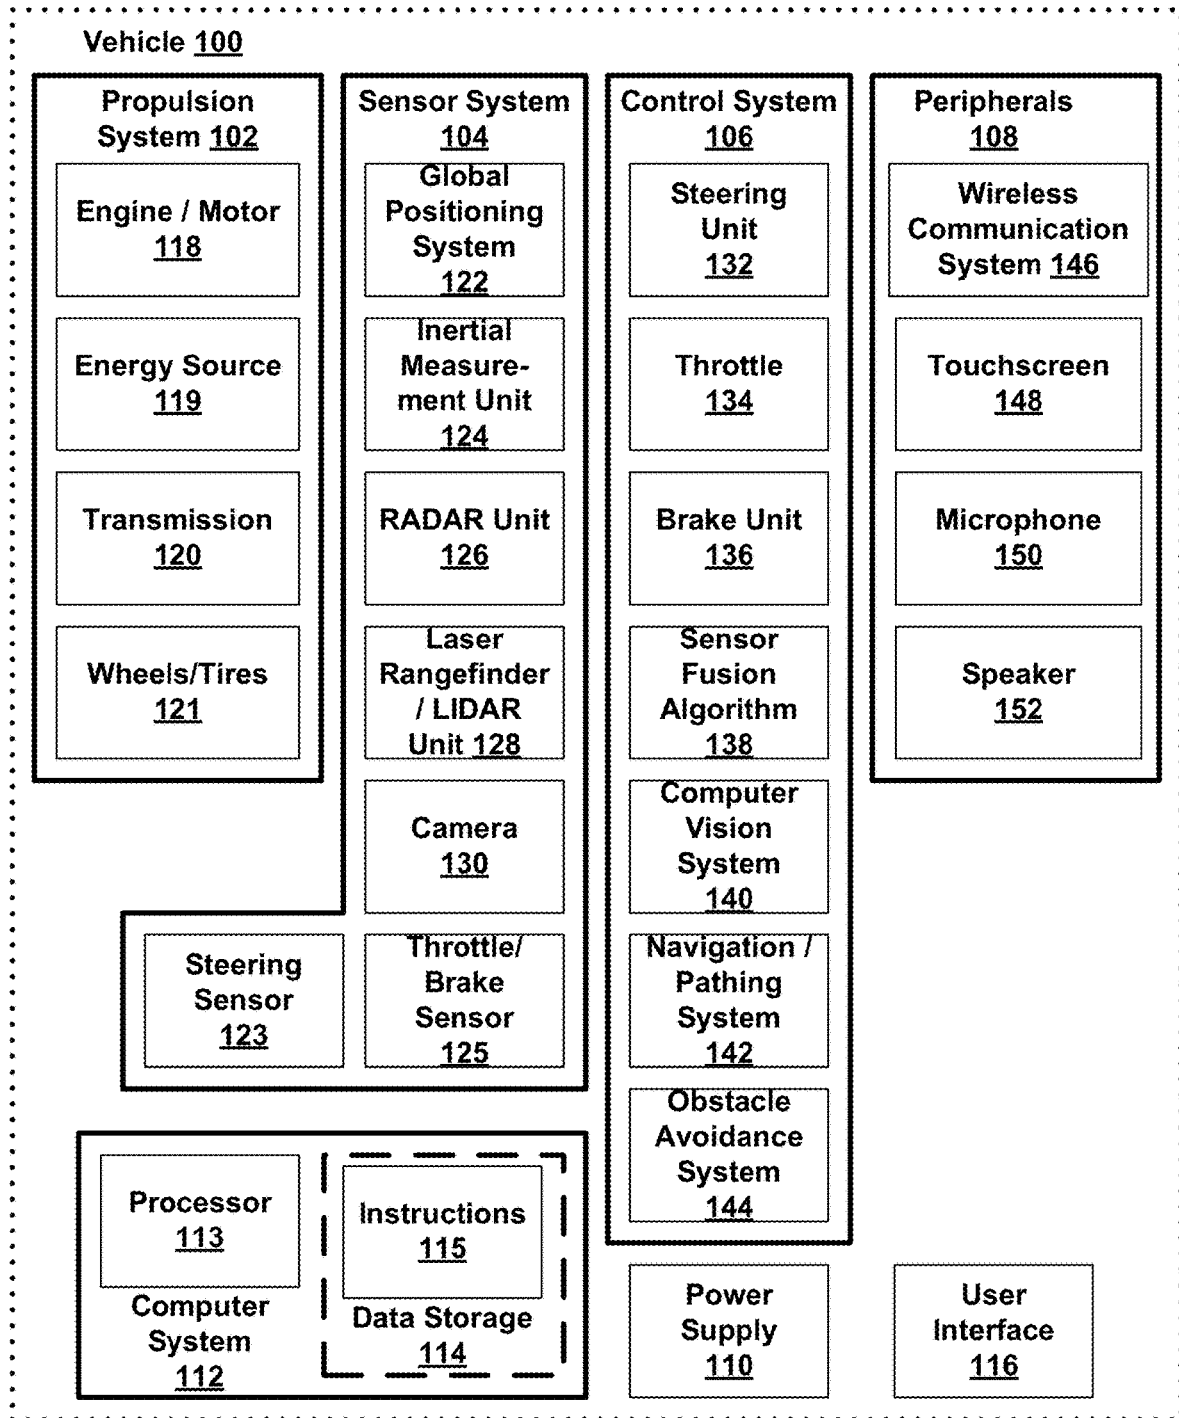 Vehicle 100
Propulsion
System 102
Engine / Motor
118
Energy Source
119
Transmission
120
Wheels/Tires
121
Sensor System
104
Global
Positioning
System
122
Inertial
Measure-
ment Unit
124
RADAR Unit
126
Laser
Rangefinder
/ LIDAR
Unit 128
Camera
130
Steering
Sensor
123
Throttle/
Brake
Sensor
125
Control System
106
Steering
Unit
132
Throttle
134
Brake Unit
136
Sensor
Fusion
Algorithm
138
Computer
Vision
System
140
Navigation /
Pathing
System
142
Obstacle
Avoidance
System
144
Peripherals
108
Wireless
Communication
System 146
Touchscreen
148
Microphone
150
Speaker
152
Processor
113
Computer
System
112
Instructions
115
Data Storage
114
Power
Supply
110
User
Interface
116